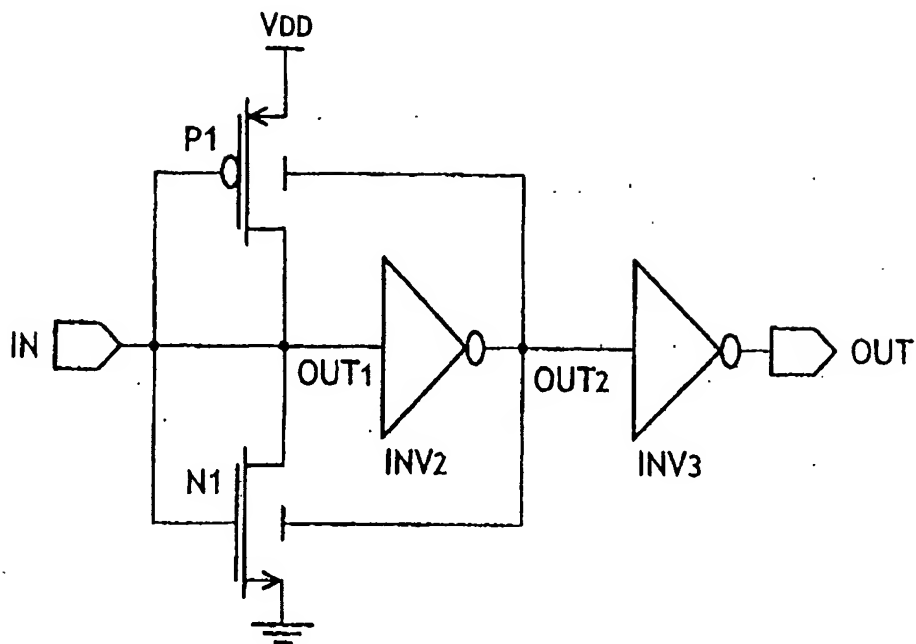 VDD
P1
IN
OUT1
OUT2
OUT
INV2
INV3
N1